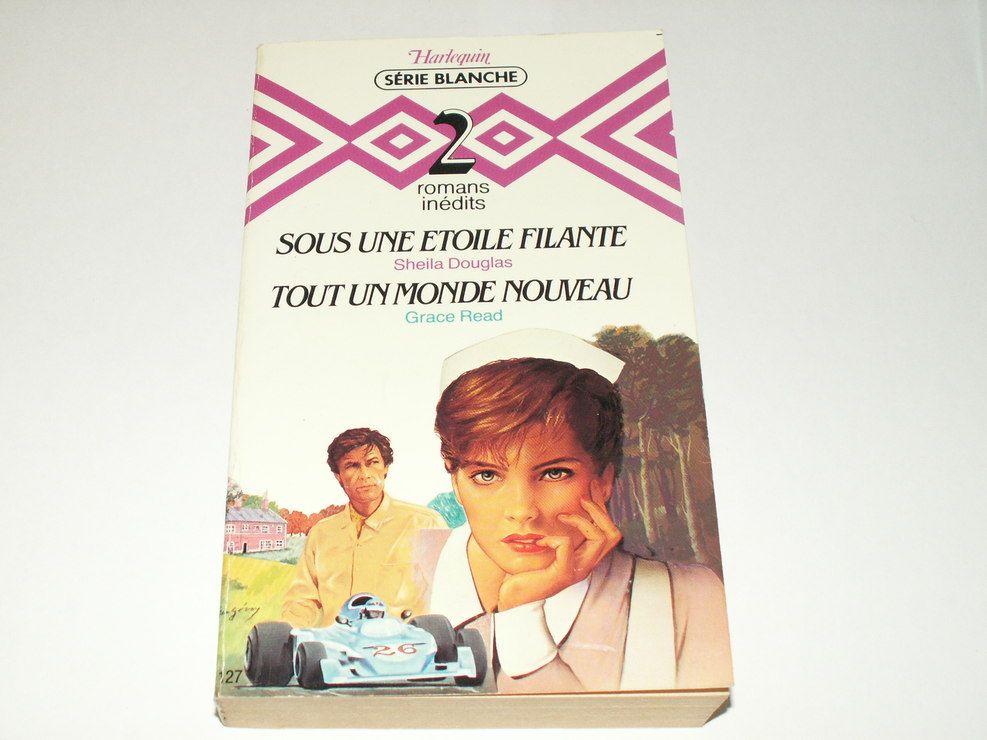 Harlequin
SÉRIE BLANCHE
2
romans
inédits
SOUS UNE ETOILE FILANTE
Sheila Douglas
TOUT UN MONDE NOUVEAU
Grace Read
26
127